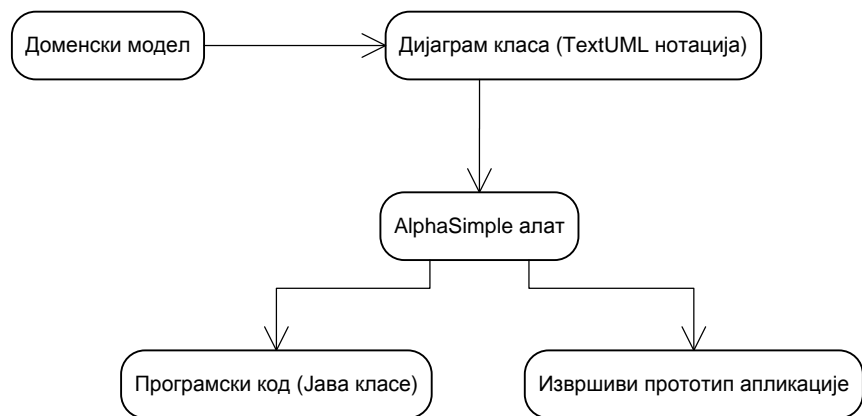 Доменски модел
Дијаграм класа (TextUML нотација)
AlphaSimple алат
Програмски код (Јава класе)
Извршиви прототип апликације